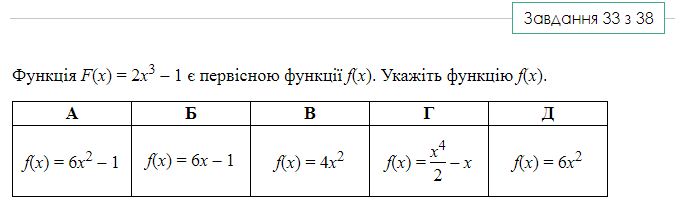 Завдання 33 з 38
Функція F(x) = 2x³ – 1 є первісною функції f(x). Укажіть функцію f(x).
А Б В Г Д
f(x) = 6x² – 1 f(x) = 6x – 1 f(x) = 4x² f(x) = x⁴/2 – x f(x) = 6x²